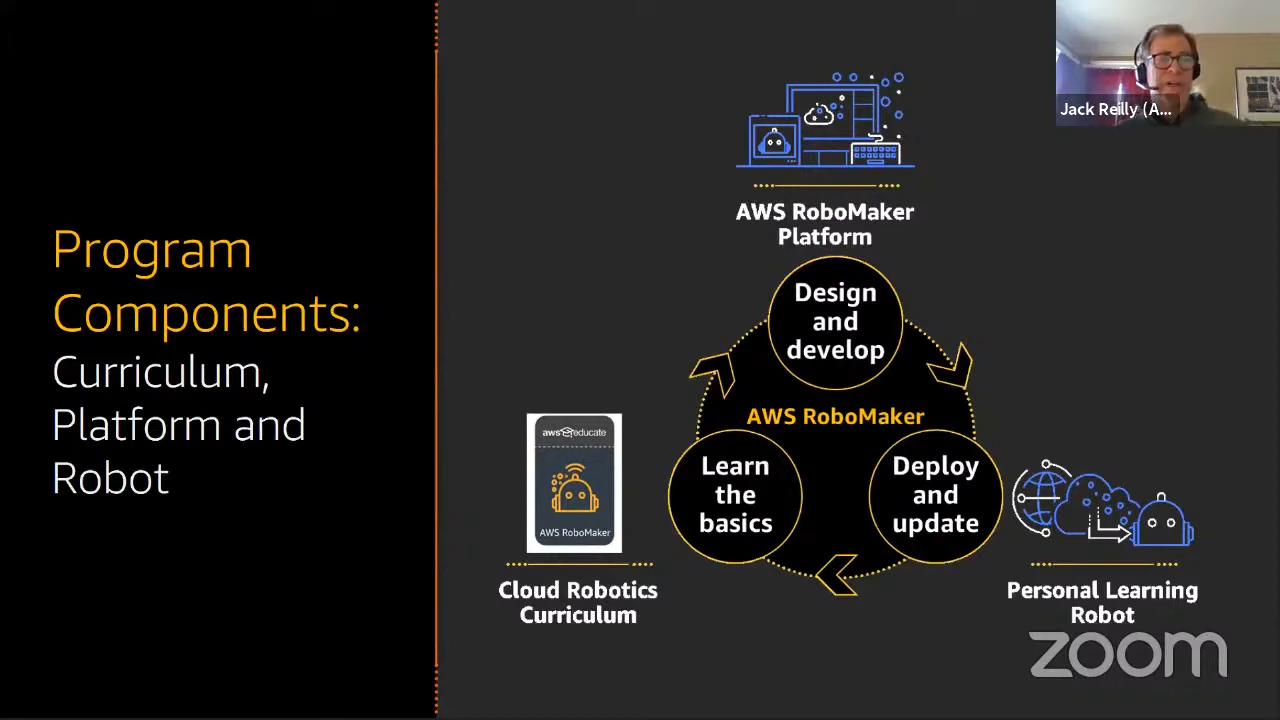 Program
Components:
Curriculum,
Platform and
Robot
Jack Reilly (A...
AWS RoboMaker
Platform
Design
and
develop
AWS RoboMaker
Learn
the
basics
Deploy
and
update
aws educate
AWS RoboMaker
Cloud Robotics
Curriculum
Personal Learning
Robot
zoom